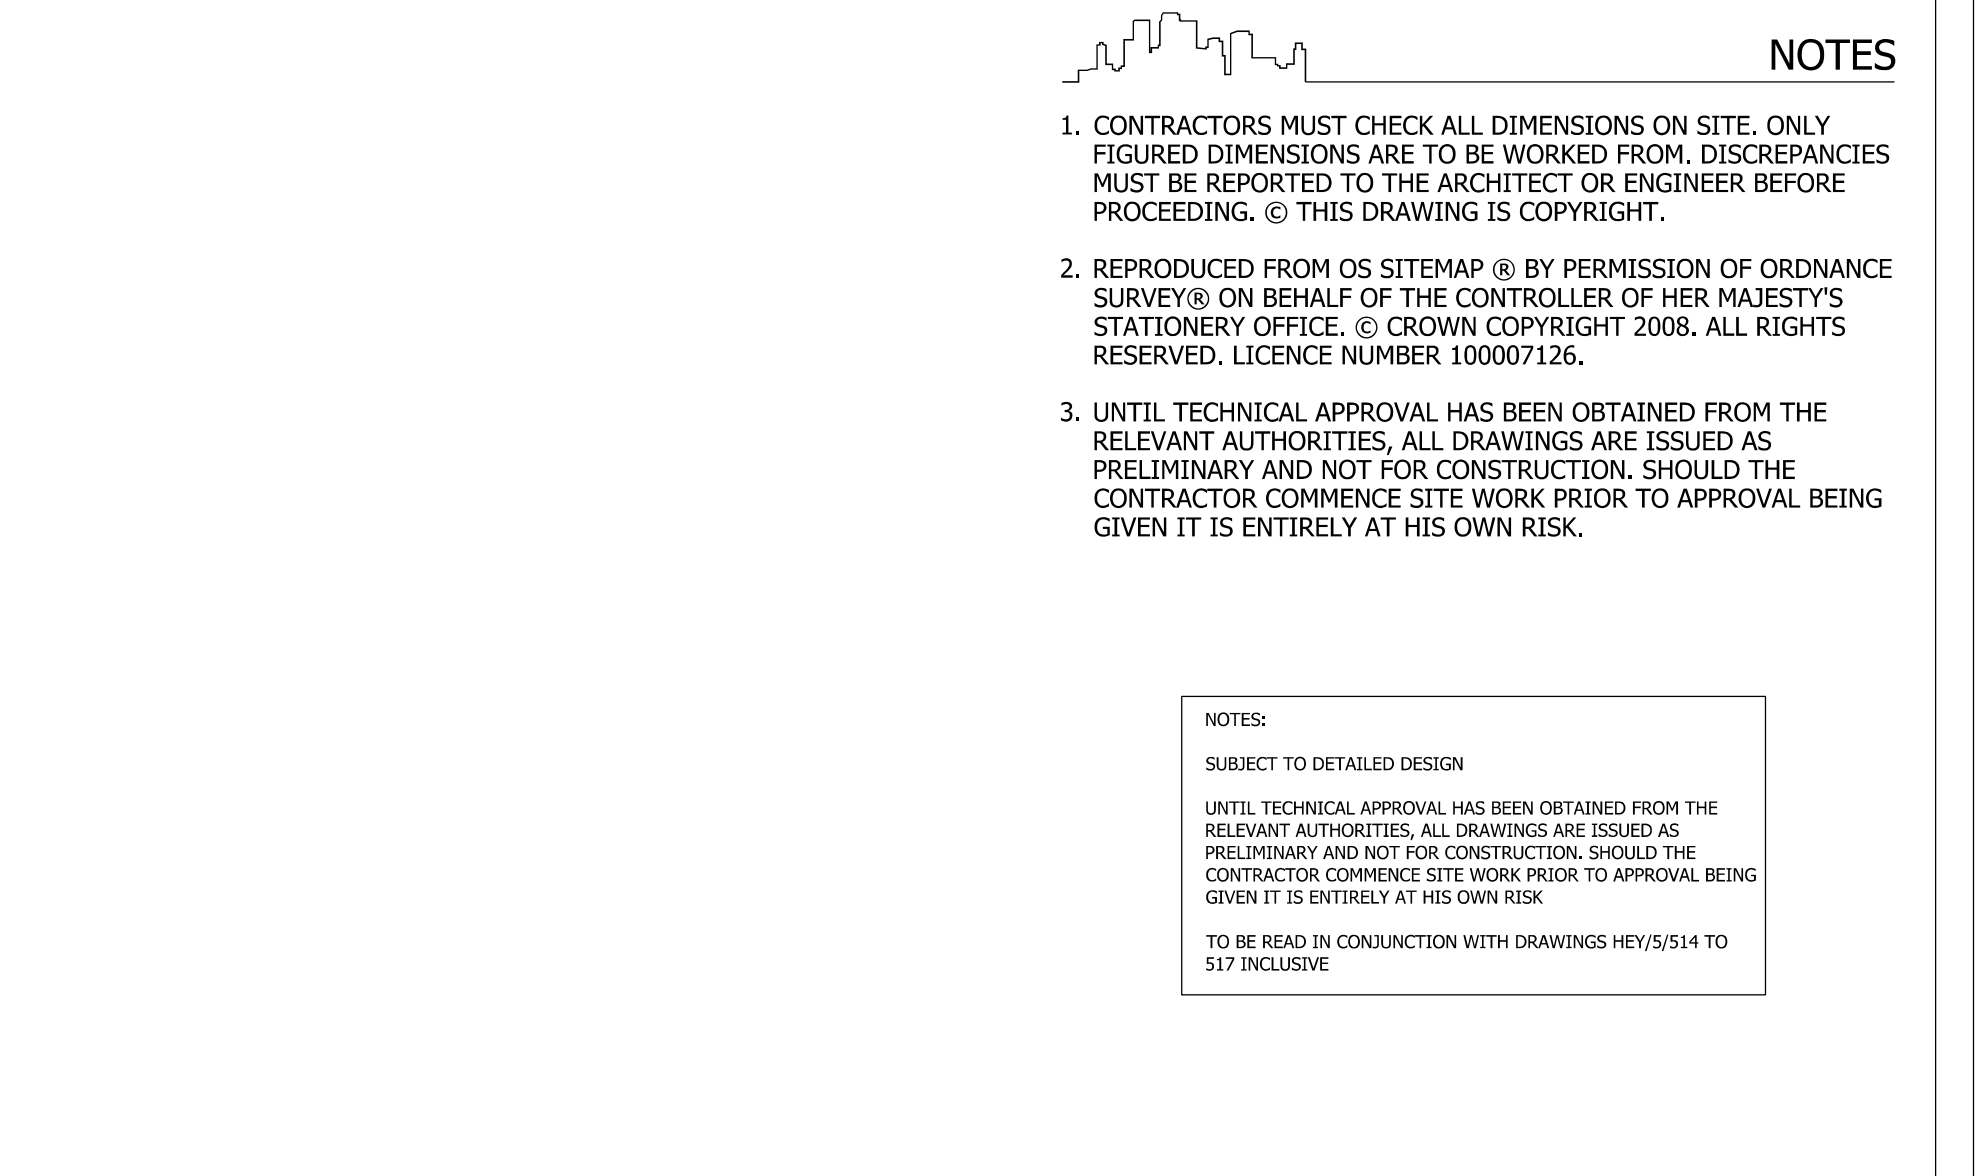 NOTES
1. CONTRACTORS MUST CHECK ALL DIMENSIONS ON SITE. ONLY
FIGURED DIMENSIONS ARE TO BE WORKED FROM. DISCREPANCIES
MUST BE REPORTED TO THE ARCHITECT OR ENGINEER BEFORE
PROCEEDING. © THIS DRAWING IS COPYRIGHT.
2. REPRODUCED FROM OS SITEMAP ® BY PERMISSION OF ORDNANCE
SURVEY® ON BEHALF OF THE CONTROLLER OF HER MAJESTY'S
STATIONERY OFFICE. © CROWN COPYRIGHT 2008. ALL RIGHTS
RESERVED. LICENCE NUMBER 100007126.
3. UNTIL TECHNICAL APPROVAL HAS BEEN OBTAINED FROM THE
RELEVANT AUTHORITIES, ALL DRAWINGS ARE ISSUED AS
PRELIMINARY AND NOT FOR CONSTRUCTION. SHOULD THE
CONTRACTOR COMMENCE SITE WORK PRIOR TO APPROVAL BEING
GIVEN IT IS ENTIRELY AT HIS OWN RISK.
NOTES:
SUBJECT TO DETAILED DESIGN
UNTIL TECHNICAL APPROVAL HAS BEEN OBTAINED FROM THE
RELEVANT AUTHORITIES, ALL DRAWINGS ARE ISSUED AS
PRELIMINARY AND NOT FOR CONSTRUCTION. SHOULD THE
CONTRACTOR COMMENCE SITE WORK PRIOR TO APPROVAL BEING
GIVEN IT IS ENTIRELY AT HIS OWN RISK
TO BE READ IN CONJUNCTION WITH DRAWINGS HEY/5/514 TO
517 INCLUSIVE